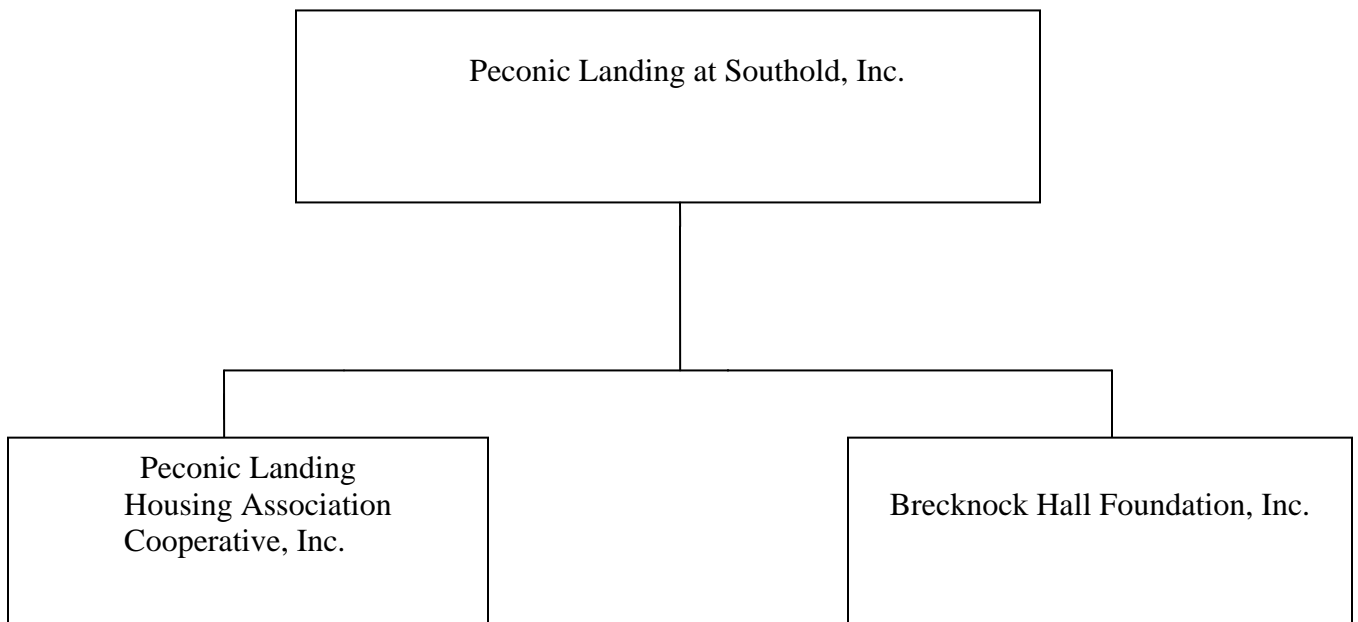 Peconic Landing at Southold, Inc.
Peconic Landing
Housing Association
Cooperative, Inc.
Brecknock Hall Foundation, Inc.